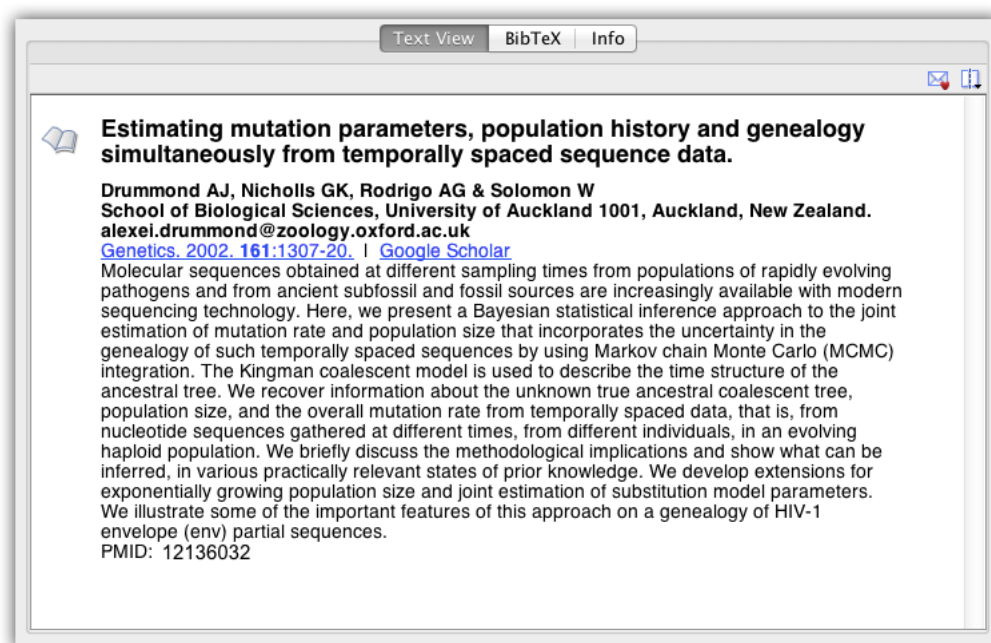 Text View BibTeX Info
Estimating mutation parameters, population history and genealogy
simultaneously from temporally spaced sequence data.
Drummond AJ, Nicholls GK, Rodrigo AG & Solomon W
School of Biological Sciences, University of Auckland 1001, Auckland, New Zealand.
alexei.drummond@zoology.oxford.ac.uk
Genetics. 2002. 161:1307-20. | Google Scholar
Molecular sequences obtained at different sampling times from populations of rapidly evolving
pathogens and from ancient subfossil and fossil sources are increasingly available with modern
sequencing technology. Here, we present a Bayesian statistical inference approach to the joint
estimation of mutation rate and population size that incorporates the uncertainty in the
genealogy of such temporally spaced sequences by using Markov chain Monte Carlo (MCMC)
integration. The Kingman coalescent model is used to describe the time structure of the
ancestral tree. We recover information about the unknown true ancestral coalescent tree,
population size, and the overall mutation rate from temporally spaced data, that is, from
nucleotide sequences gathered at different times, from different individuals, in an evolving
haploid population. We briefly discuss the methodological implications and show what can be
inferred, in various practically relevant states of prior knowledge. We develop extensions for
exponentially growing population size and joint estimation of substitution model parameters.
We illustrate some of the important features of this approach on a genealogy of HIV-1
envelope (env) partial sequences.
PMID: 12136032